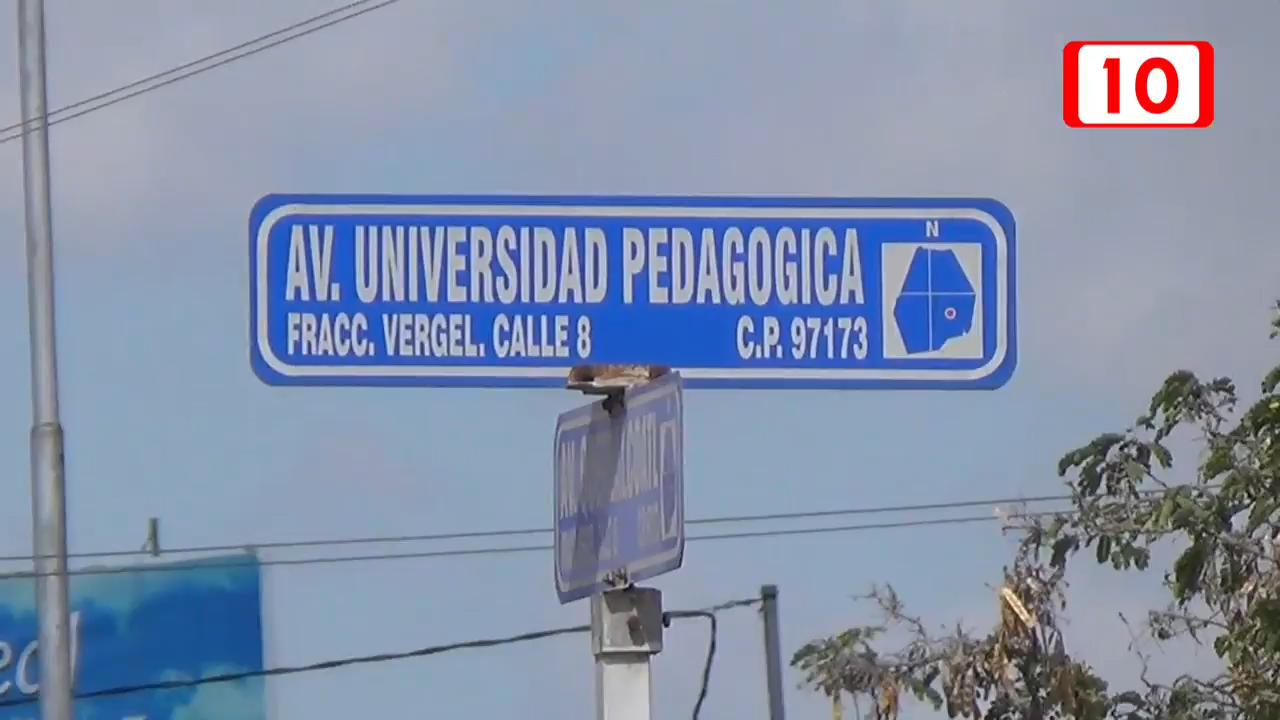 10
AV. UNIVERSIDAD PEDAGOGICA
FRACC. VERGEL. CALLE 8
C.P. 97173
N